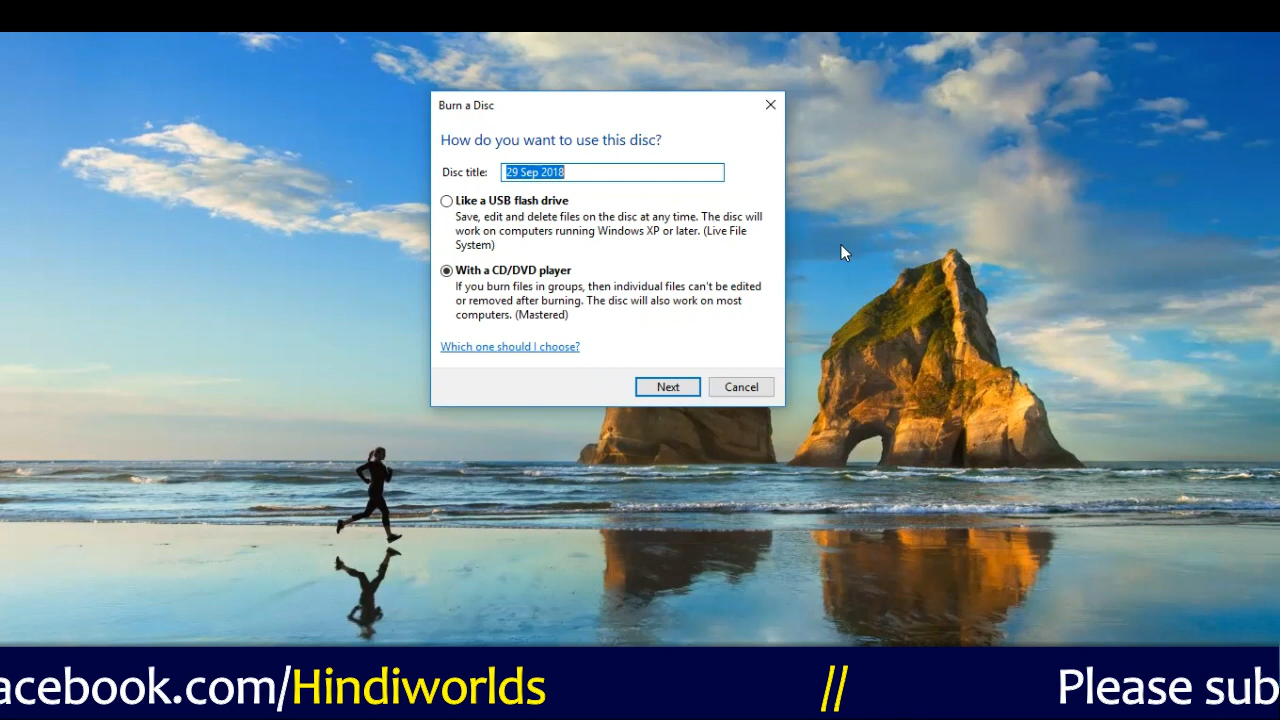 Burn a Disc
How do you want to use this disc?
Disc title: 29 Sep 2018
Like a USB flash drive
Save, edit and delete files on the disc at any time. The disc will
work on computers running Windows XP or later. (Live File
System)
With a CD/DVD player
If you burn files in groups, then individual files can't be edited
or removed after burning. The disc will also work on most
computers. (Mastered)
Which one should I choose?
Next Cancel
acebook.com/Hindiworlds // Please sub